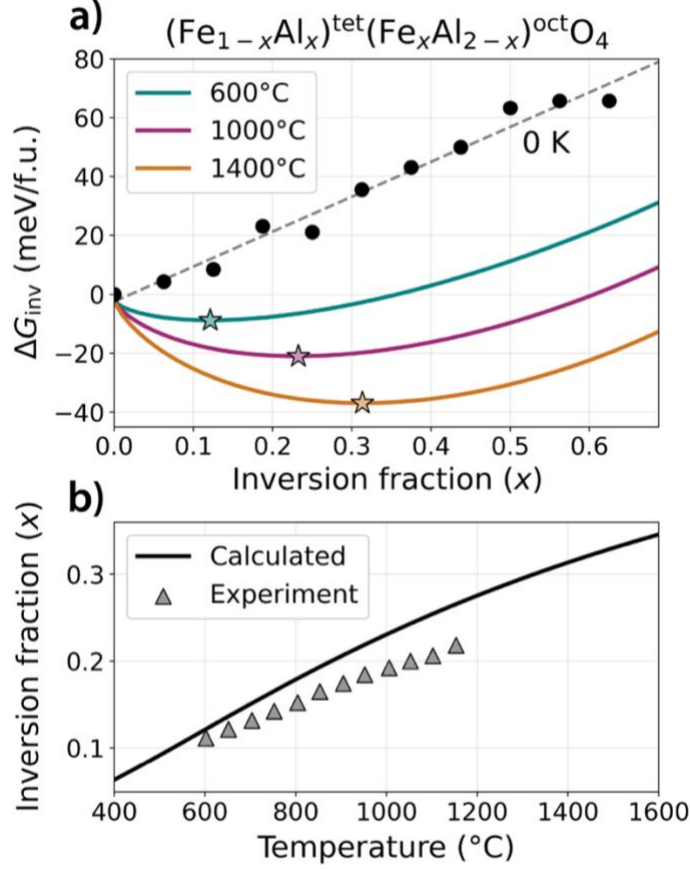 a) (Fe₁₋ₓAlₓ)ᵗᵉᵗ(FeₓAl₂₋ₓ)ᵒᶜᵗO₄
80
60
40
20
0
−20
−40
ΔG_inv (meV/f.u.)
600°C
1000°C
1400°C
0 K
0.0 0.1 0.2 0.3 0.4 0.5 0.6
Inversion fraction (x)
b)
Calculated
Experiment
0.3
0.2
0.1
Inversion fraction (x)
400 600 800 1000 1200 1400 1600
Temperature (°C)